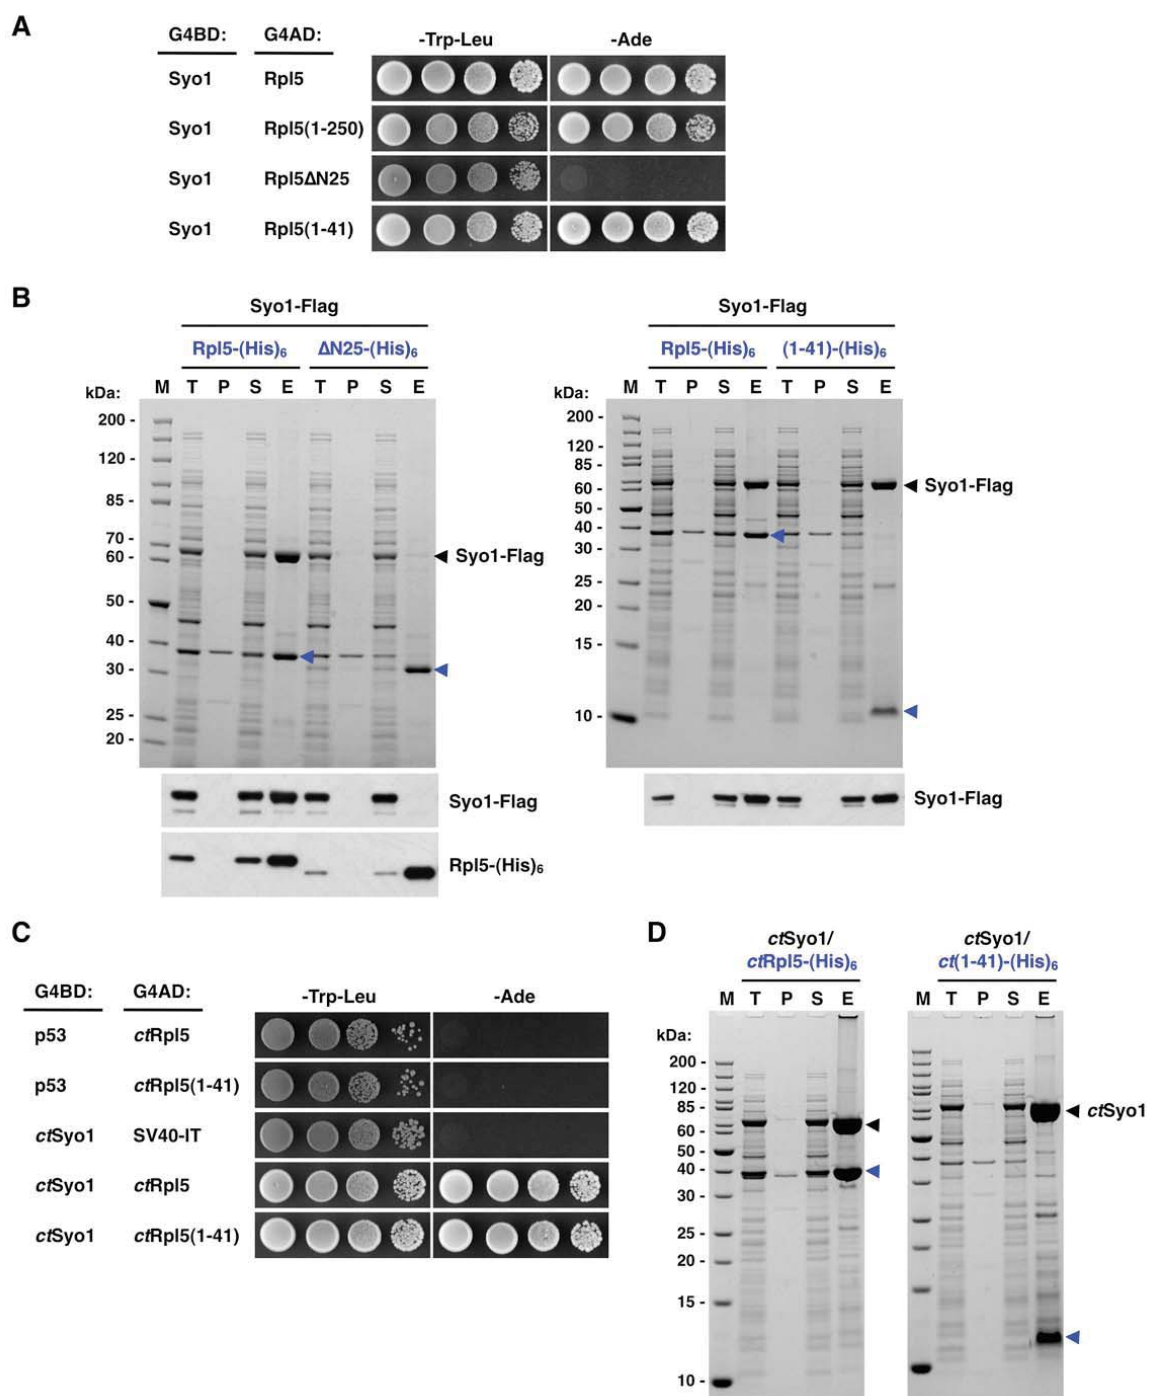 A
G4BD: G4AD: -Trp-Leu -Ade
Syo1 Rpl5
Syo1 Rpl5(1-250)
Syo1 Rpl5ΔN25
Syo1 Rpl5(1-41)
B
Syo1-Flag
Rpl5-(His)6 ΔN25-(His)6
kDa: M T P S E T P S E
200 -
120 -
85 -
70 -
60 -
50 -
40 -
30 -
25 -
20 -
Syo1-Flag
Syo1-Flag
Rpl5-(His)6
Syo1-Flag
Rpl5-(His)6 (1-41)-(His)6
kDa: M T P S E T P S E
200 -
120 -
85 -
60 -
50 -
40 -
30 -
25 -
20 -
15 -
10 -
Syo1-Flag
Syo1-Flag
C
G4BD: G4AD: -Trp-Leu -Ade
p53 ctRpl5
p53 ctRpl5(1-41)
ctSyo1 SV40-lT
ctSyo1 ctRpl5
ctSyo1 ctRpl5(1-41)
D
ctSyo1/
ctRpl5-(His)6
M T P S E
kDa:
200 -
120 -
85 -
60 -
50 -
40 -
30 -
25 -
20 -
15 -
10 -
ctSyo1/
ct(1-41)-(His)6
M T P S E
ctSyo1